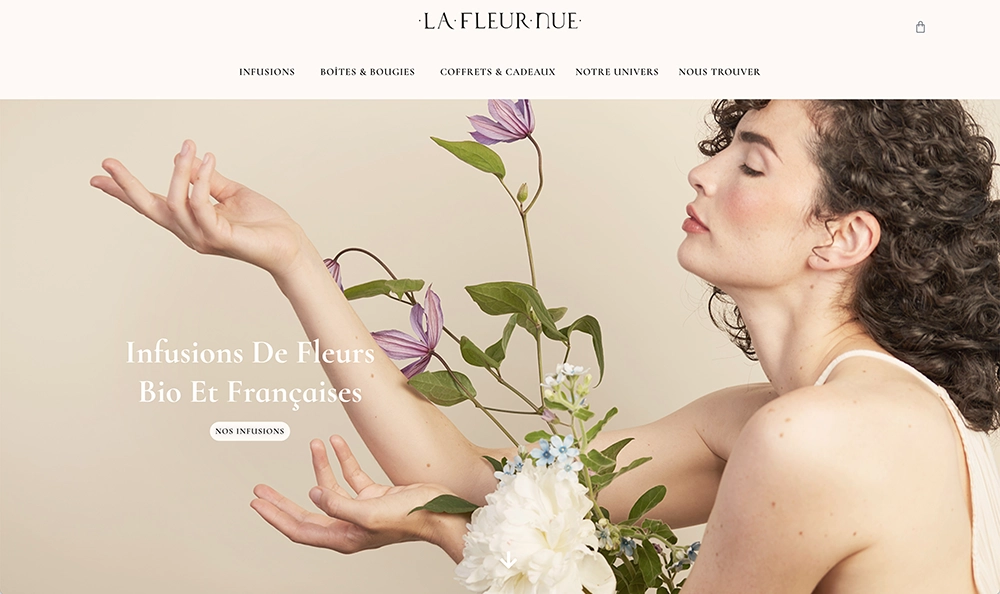 ·LA·FLEUR·NUE·
INFUSIONS BOÎTES & BOUGIES COFFRETS & CADEAUX NOTRE UNIVERS NOUS TROUVER
Infusions De Fleurs
Bio Et Françaises
NOS INFUSIONS